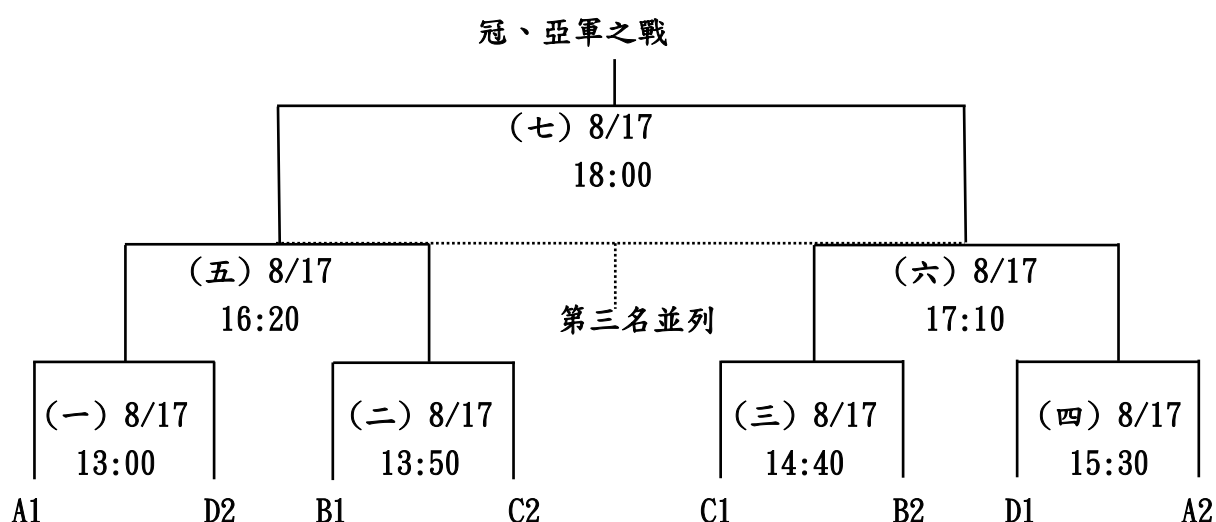 冠、亞軍之戰
(七) 8/17
18:00
(五) 8/17
16:20
第三名並列
(六) 8/17
17:10
(一) 8/17
13:00
(二) 8/17
13:50
(三) 8/17
14:40
(四) 8/17
15:30
A1
D2
B1
C2
C1
B2
D1
A2